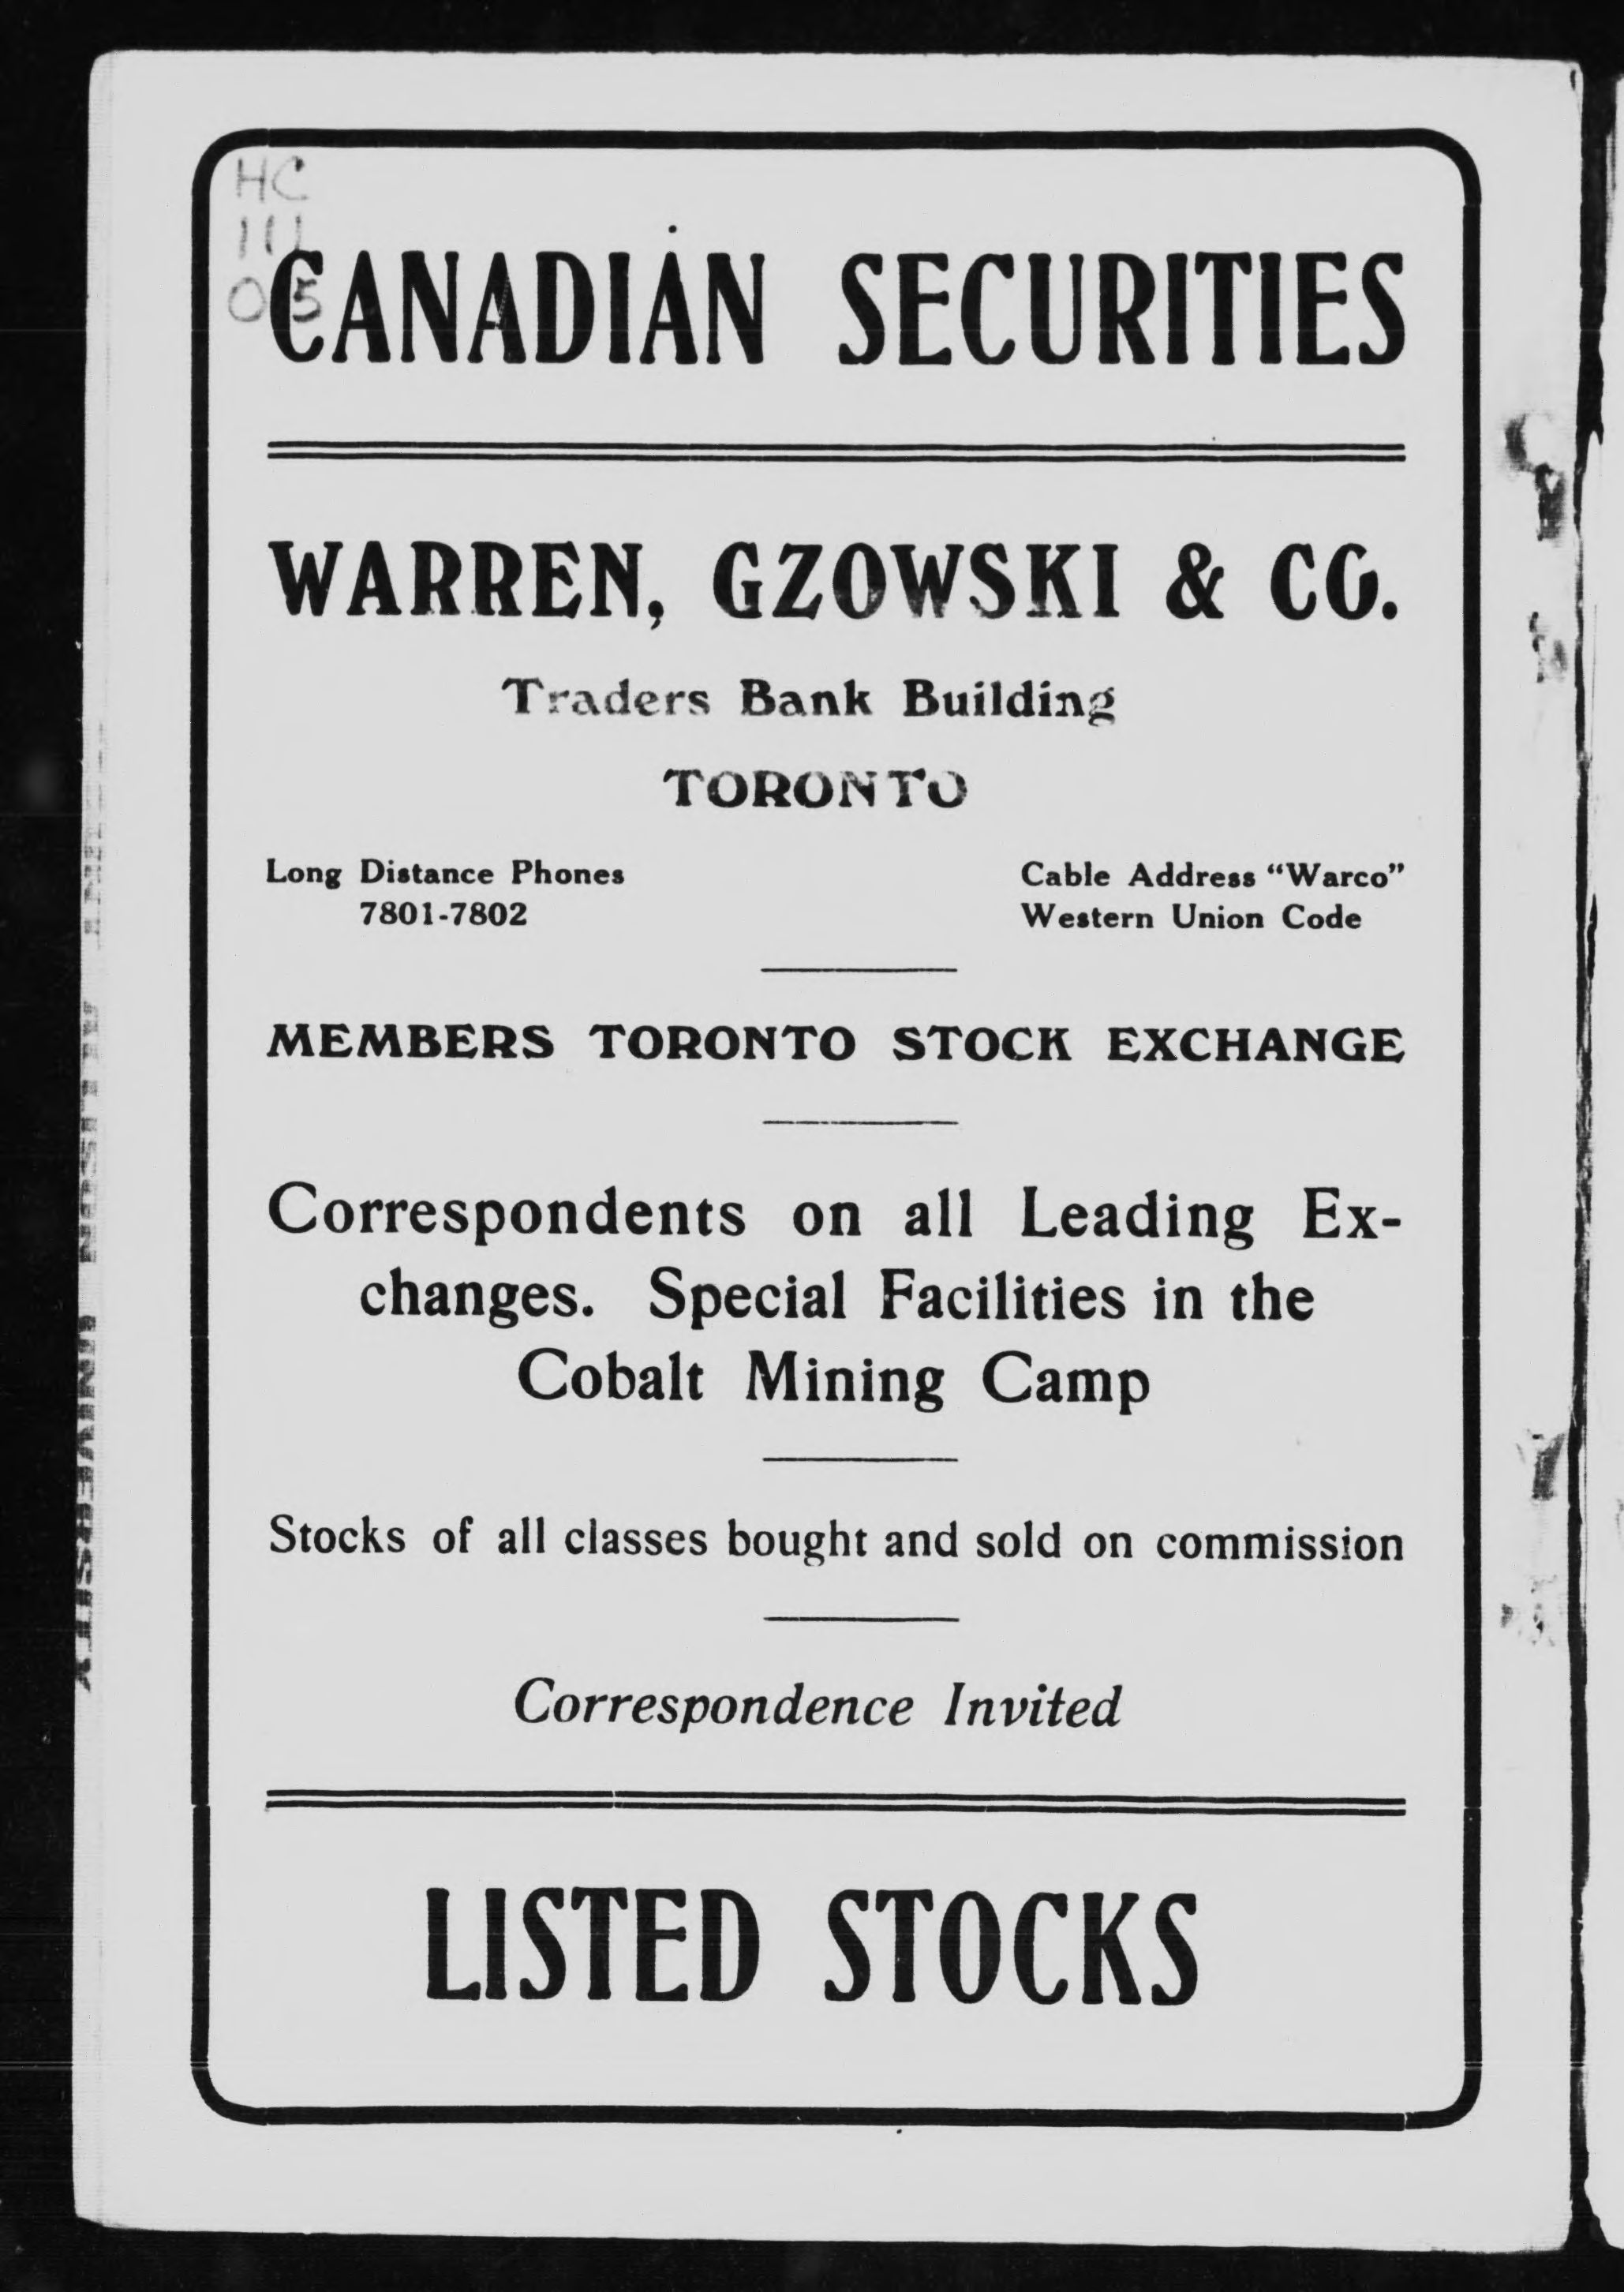 HC
111
O5
CANADIAN SECURITIES
WARREN, GZOWSKI & CO.
Traders Bank Building
TORONTO
Long Distance Phones
7801-7802
Cable Address “Warco”
Western Union Code
MEMBERS TORONTO STOCK EXCHANGE
Correspondents on all Leading Ex-
changes. Special Facilities in the
Cobalt Mining Camp
Stocks of all classes bought and sold on commission
Correspondence Invited
LISTED STOCKS